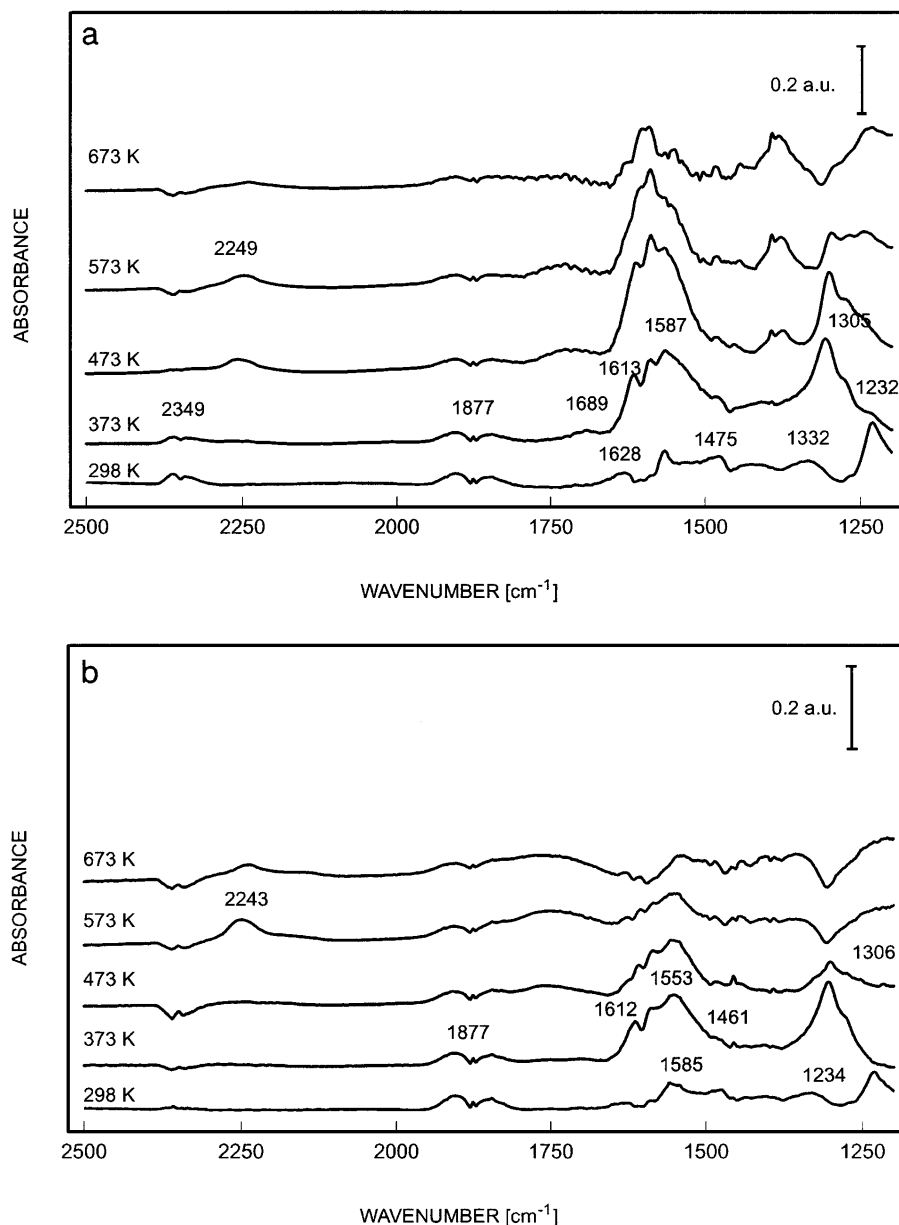 a
0.2 a.u.
673 K
573 K
2249
473 K
1587
1305
373 K
2349
1877
1689
1613
1232
298 K
1628
1475
1332
2500
2250
2000
1750
1500
1250
ABSORBANCE
WAVENUMBER [cm-1]
b
0.2 a.u.
673 K
573 K
2243
473 K
1553
1306
373 K
1877
1612
1461
298 K
1585
1234
2500
2250
2000
1750
1500
1250
ABSORBANCE
WAVENUMBER [cm-1]